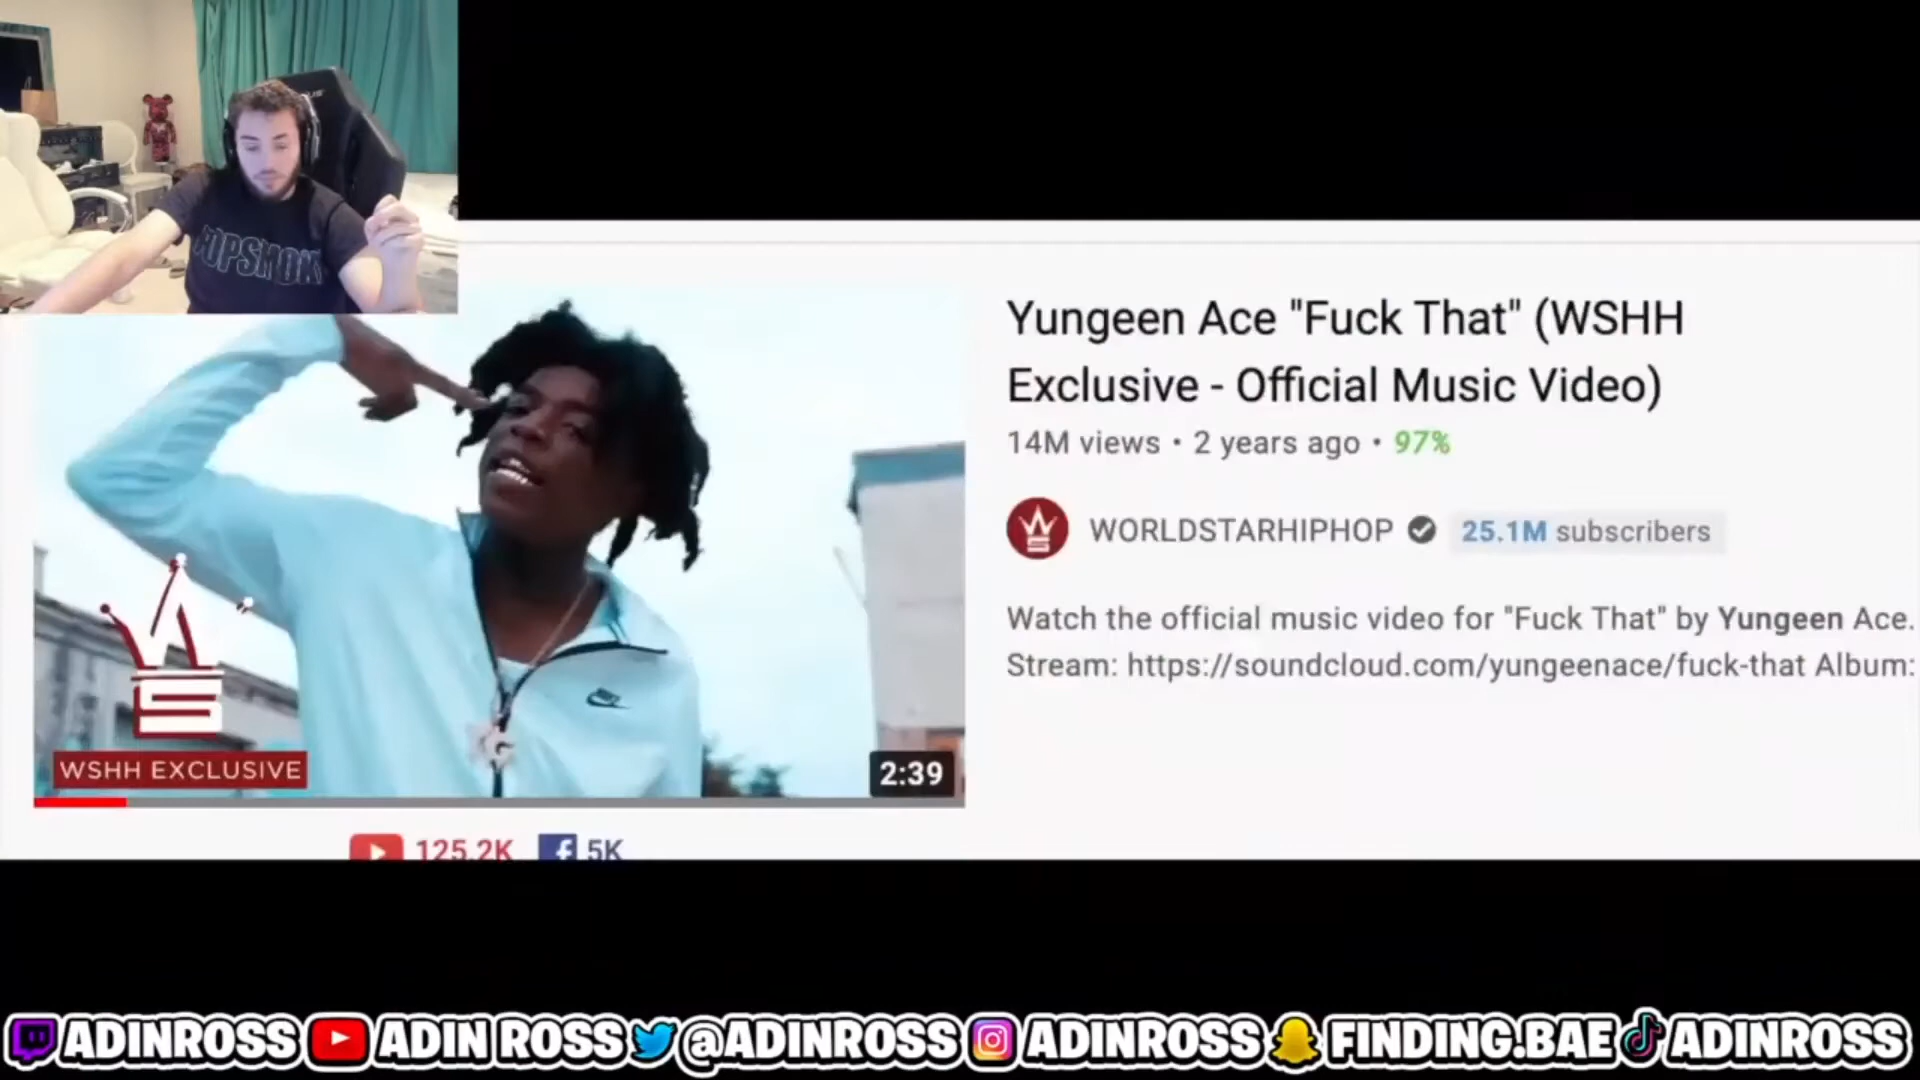 POPSMOK
Yungeen Ace "Fuck That" (WSHH
Exclusive - Official Music Video)
14M views • 2 years ago • 97%
WORLDSTARHIPHOP 25.1M subscribers
Watch the official music video for "Fuck That" by Yungeen Ace.
Stream: https://soundcloud.com/yungeenace/fuck-that Album:
WSHH EXCLUSIVE
2:39
125.2K 5K
ADINROSS ADIN ROSS @ADINROSS ADINROSS FINDING.BAE ADINROSS